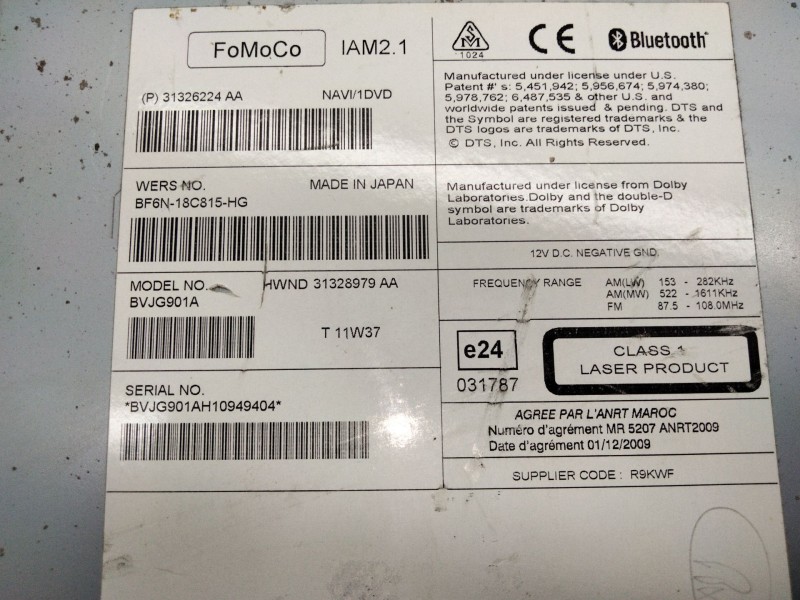 FoMoCo IAM2.1
(P) 31326224 AA NAVI/1DVD
WERS NO. MADE IN JAPAN
BF6N-18C815-HG
MODEL NO. HWND 31328979 AA
BVJG901A
T 11W37
SERIAL NO.
*BVJG901AH10949404*
SM
1024
CE
Bluetooth
Manufactured under license under U.S.
Patent #'s: 5,451,942; 5,956,674; 5,974,380;
5,978,762; 6,487,535 & other U.S. and
worldwide patents issued & pending. DTS and
the Symbol are registered trademarks & the
DTS logos are trademarks of DTS, Inc.
© DTS, Inc. All Rights Reserved.
Manufactured under license from Dolby
Laboratories.Dolby and the double-D
symbol are trademarks of Dolby
Laboratories.
12V D.C. NEGATIVE GND
FREQUENCY RANGE AM(LW) 153 - 282KHz
AM(MW) 522 - 1611KHz
FM 87.5 - 108.0MHz
e24
031787
CLASS 1
LASER PRODUCT
AGREE PAR L'ANRT MAROC
Numéro d'agrément MR 5207 ANRT2009
Date d'agrément 01/12/2009
SUPPLIER CODE : R9KWF